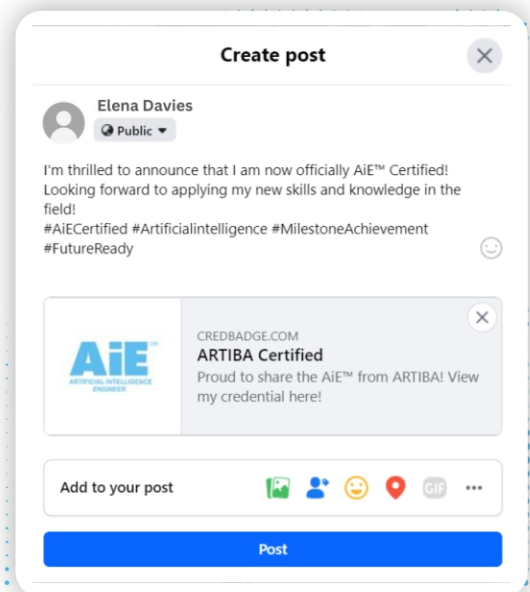 Create post
Elena Davies
Public
I'm thrilled to announce that I am now officially AiE™ Certified!
Looking forward to applying my new skills and knowledge in the
field!
#AiECertified #Artificialintelligence #MilestoneAchievement
#FutureReady
AiE™
ARTIFICIAL INTELLIGENCE
ENGINEER
CREDBADGE.COM
ARTIBA Certified
Proud to share the AiE™ from ARTIBA! View
my credential here!
Add to your post
GIF
Post